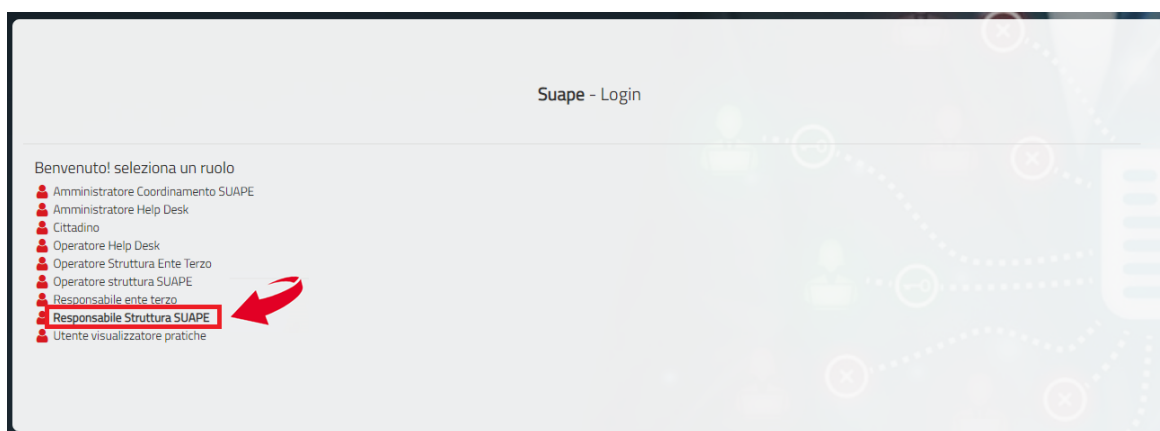 Suape - Login
Benvenuto! seleziona un ruolo
Amministratore Coordinamento SUAPE
Amministratore Help Desk
Cittadino
Operatore Help Desk
Operatore Struttura Ente Terzo
Operatore struttura SUAPE
Responsabile ente terzo
Responsabile Struttura SUAPE
Utente visualizzatore pratiche